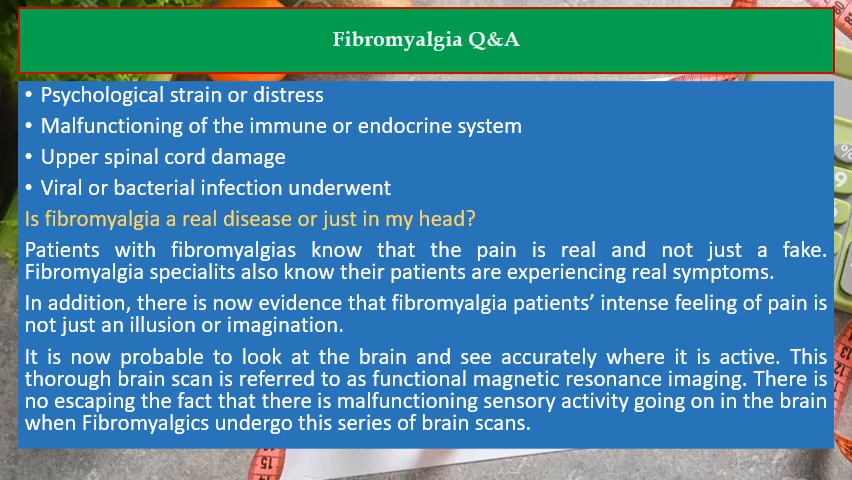 Fibromyalgia Q&A
• Psychological strain or distress
• Malfunctioning of the immune or endocrine system
• Upper spinal cord damage
• Viral or bacterial infection underwent
Is fibromyalgia a real disease or just in my head?
Patients with fibromyalgias know that the pain is real and not just a fake.
Fibromyalgia specialits also know their patients are experiencing real symptoms.
In addition, there is now evidence that fibromyalgia patients’ intense feeling of pain is
not just an illusion or imagination.
It is now probable to look at the brain and see accurately where it is active. This
thorough brain scan is referred to as functional magnetic resonance imaging. There is
no escaping the fact that there is malfunctioning sensory activity going on in the brain
when Fibromyalgics undergo this series of brain scans.